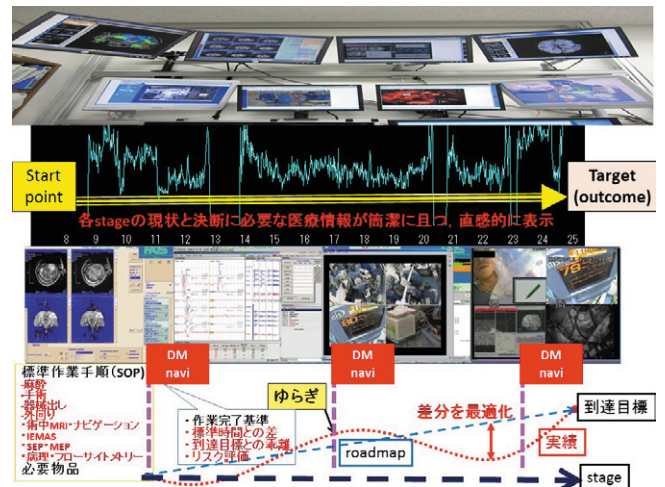 Start
point
Target
(outcome)
各stageの現状と決断に必要な医療情報が簡潔に且つ，直感的に表示
8 9 10 11 12 13 14 15 16 17 18 19 20 21 22 23 24 25
DM
navi
DM
navi
DM
navi
標準作業手順(SOP)
・麻酔
・手術
・器械出し
・外回り
・術中MRI・ナビゲーション
・IEMAS
・SEP・MEP
・病理・フローサイトメトリー
必要物品
・作業完了基準
・標準時間との差
・到達目標との乖離
・リスク評価
ゆらぎ
roadmap
差分を最適化
到達目標
実績
stage